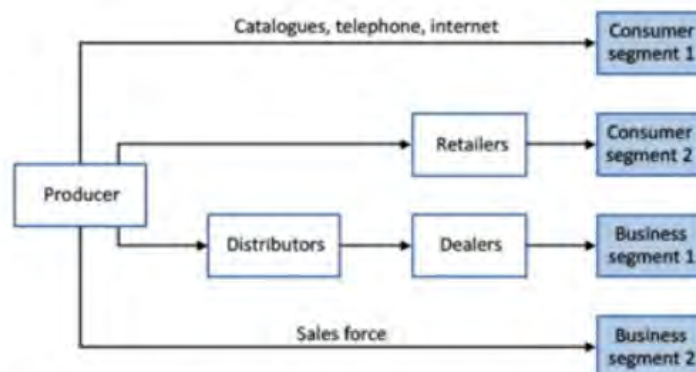 Catalogues, telephone, internet
Consumer
segment 1
Retailers
Consumer
segment 2
Producer
Distributors
Dealers
Business
segment 1
Sales force
Business
segment 2